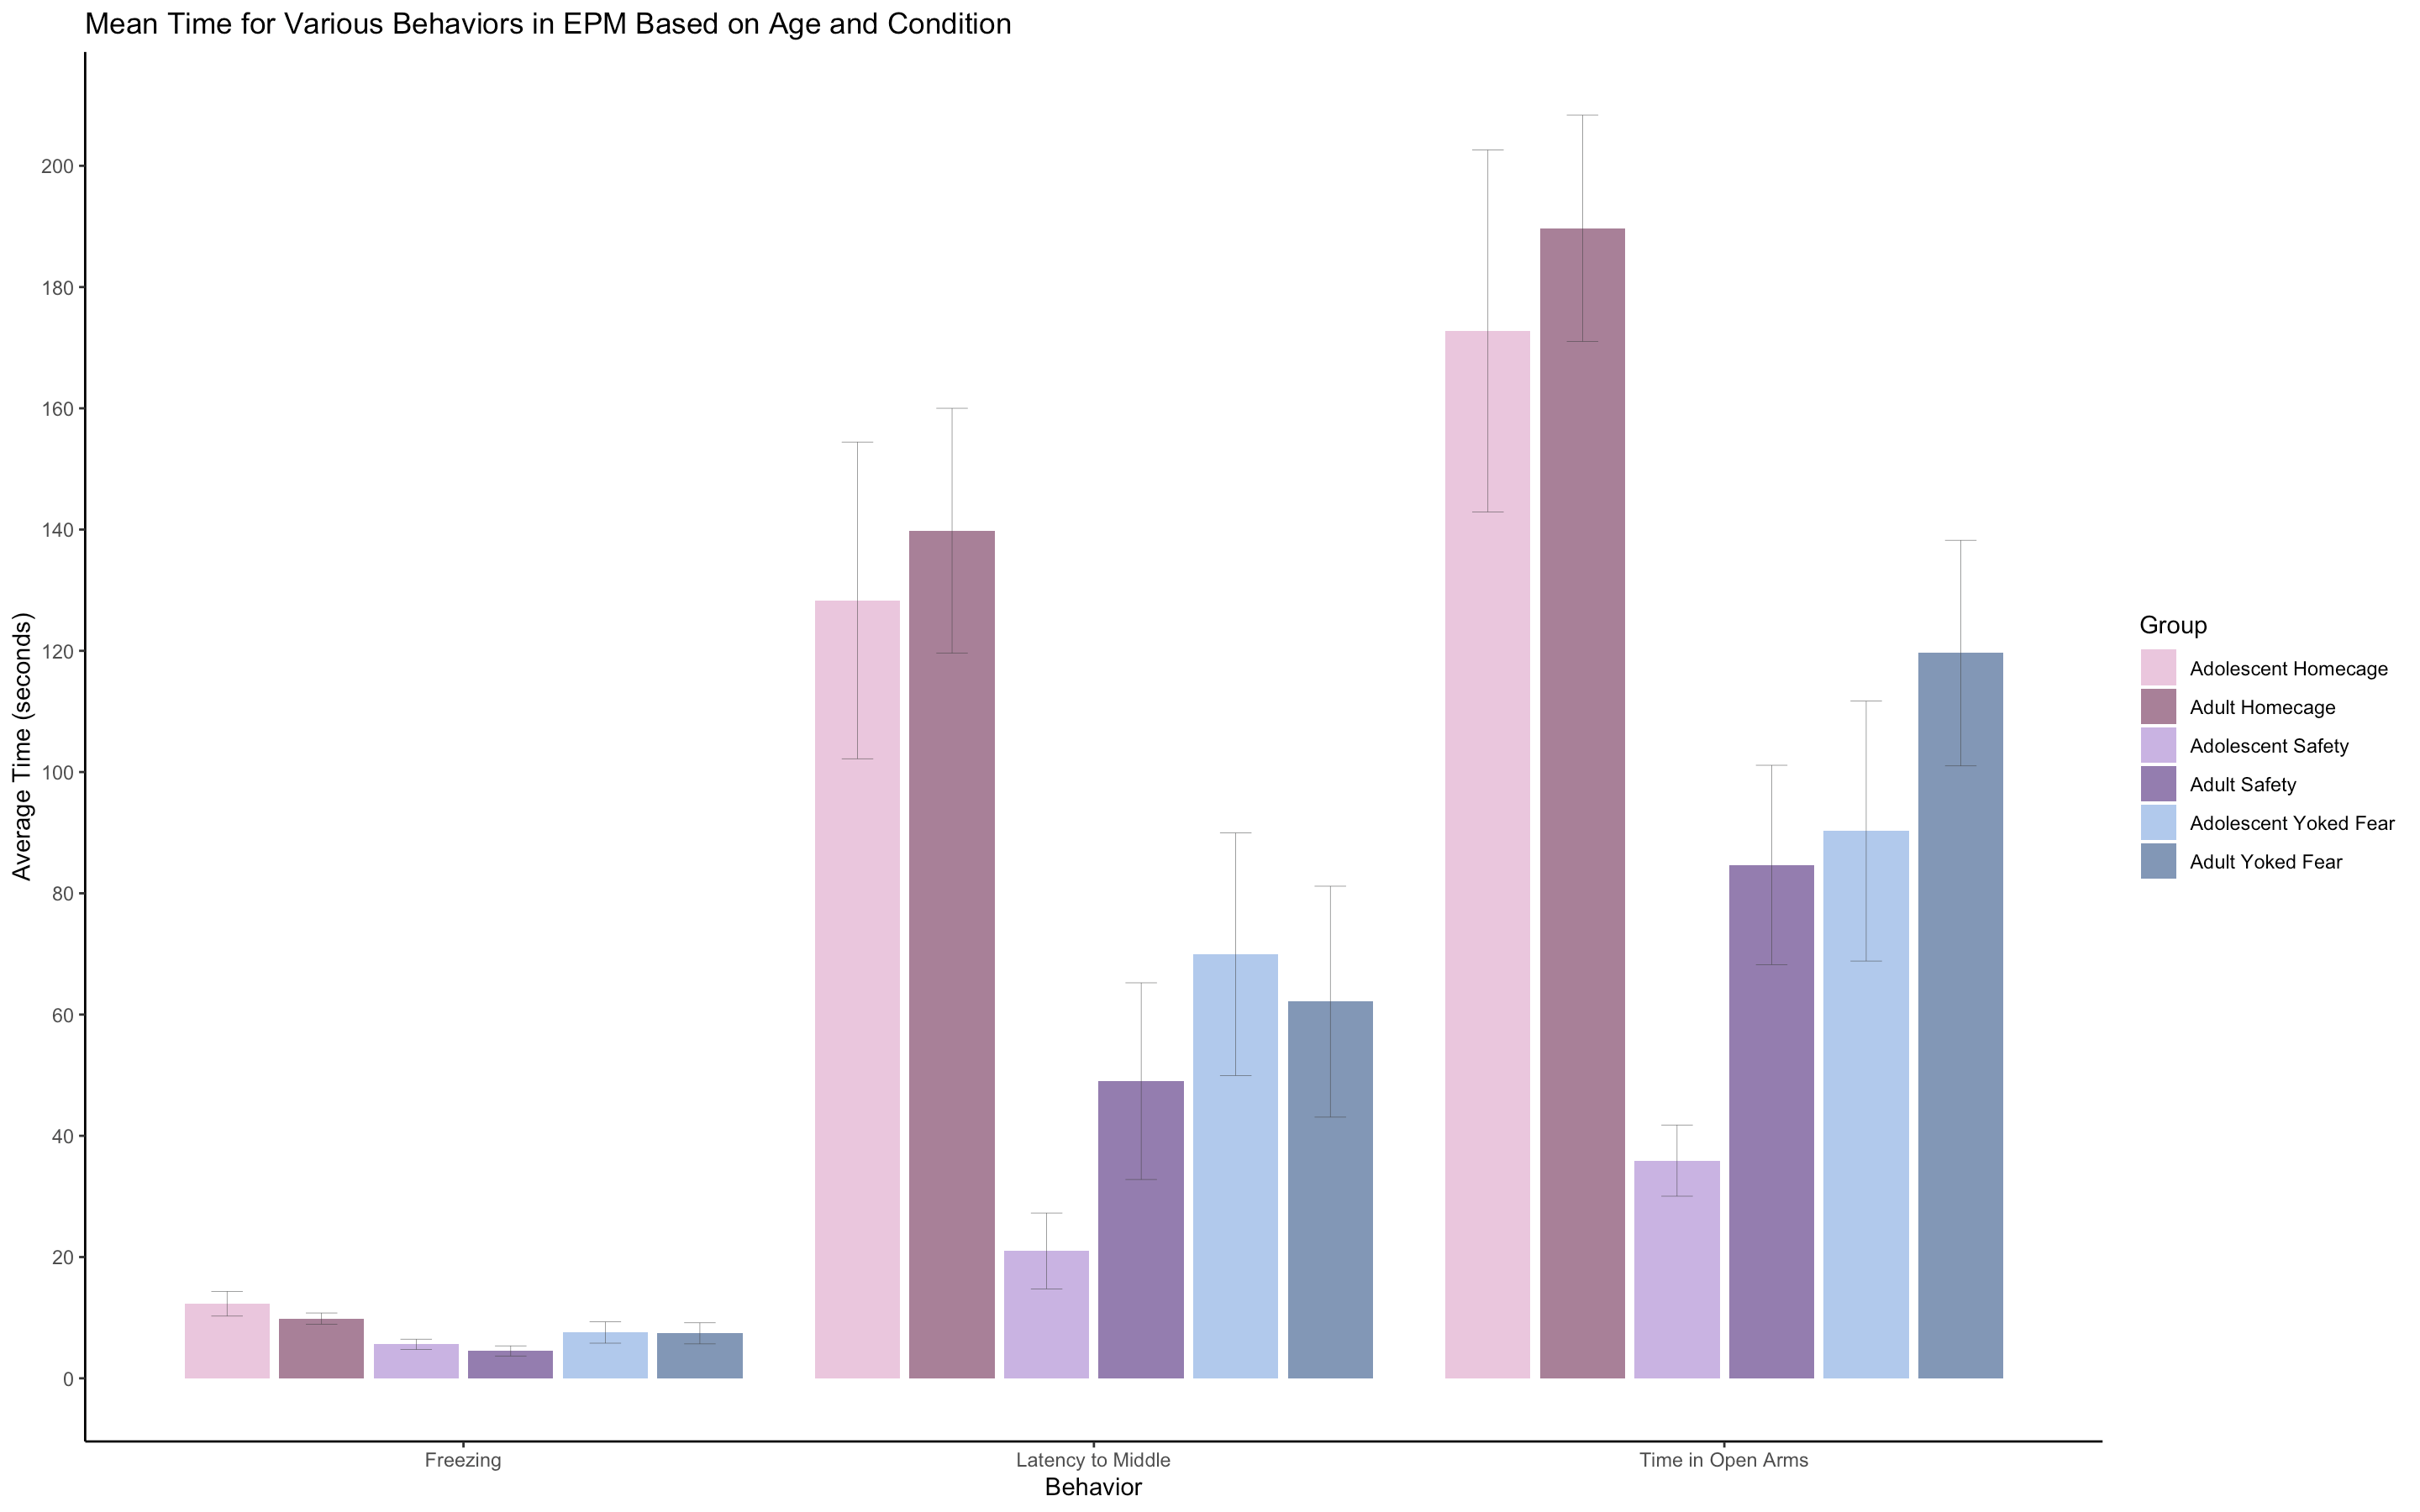 Mean Time for Various Behaviors in EPM Based on Age and Condition
Average Time (seconds)
200
180
160
140
120
100
80
60
40
20
0
Freezing
Latency to Middle
Time in Open Arms
Behavior
Group
Adolescent Homecage
Adult Homecage
Adolescent Safety
Adult Safety
Adolescent Yoked Fear
Adult Yoked Fear